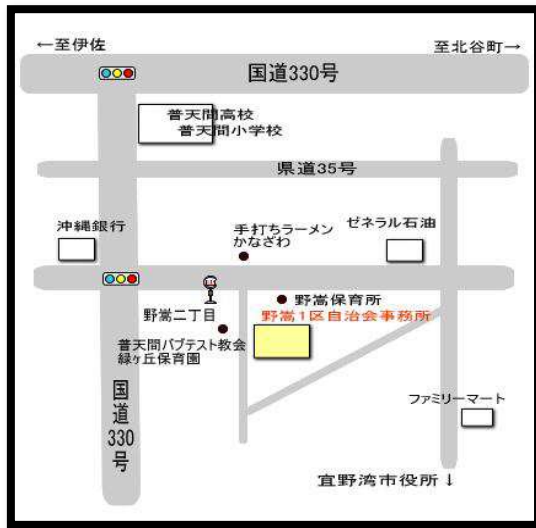 ←至伊佐
至北谷町→
国道330号
普天間高校
普天間小学校
県道35号
沖縄銀行
手打ちラーメン
かなざわ
ゼネラル石油
野嵩二丁目
野嵩保育所
野嵩1区自治会事務所
普天間バプテスト教会
緑ヶ丘保育園
国道330号
ファミリーマート
宜野湾市役所↓